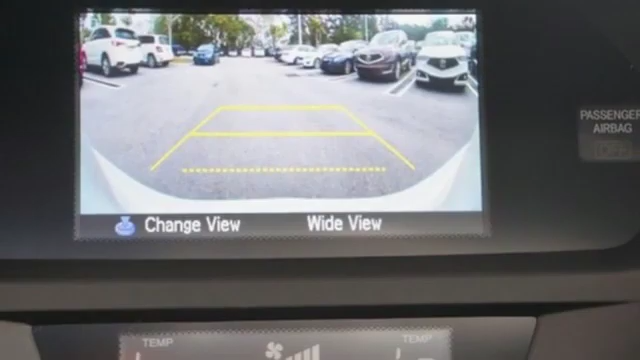 PASSENGER
AIRBAG
Change View
Wide View
TEMP
TEMP